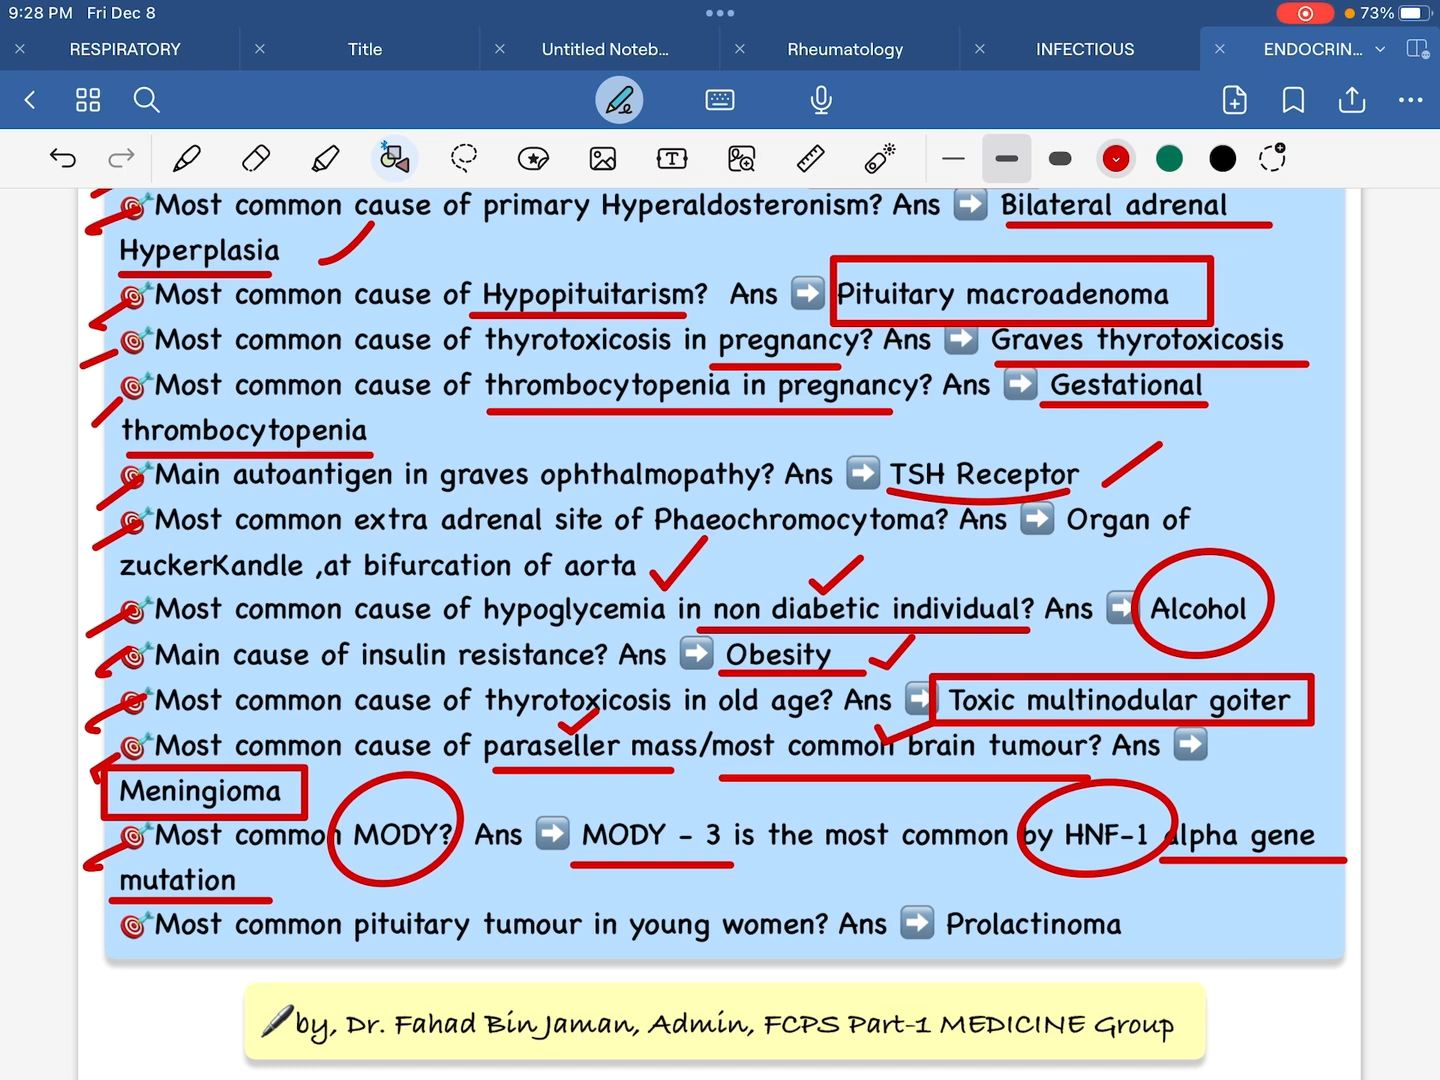 9:28 PM Fri Dec 8
73%
RESPIRATORY
Title
Untitled Noteb...
Rheumatology
INFECTIOUS
ENDOCRIN...
Most common cause of primary Hyperaldosteronism? Ans ➡️ Bilateral adrenal
Hyperplasia
🎯Most common cause of Hypopituitarism? Ans ➡️ Pituitary macroadenoma
🎯Most common cause of thyrotoxicosis in pregnancy? Ans ➡️ Graves thyrotoxicosis
🎯Most common cause of thrombocytopenia in pregnancy? Ans ➡️ Gestational
thrombocytopenia
🎯Main autoantigen in graves ophthalmopathy? Ans ➡️ TSH Receptor
🎯Most common extra adrenal site of Phaeochromocytoma? Ans ➡️ Organ of
zuckerKandle ,at bifurcation of aorta
🎯Most common cause of hypoglycemia in non diabetic individual? Ans ➡️ Alcohol
🎯Main cause of insulin resistance? Ans ➡️ Obesity
🎯Most common cause of thyrotoxicosis in old age? Ans ➡️ Toxic multinodular goiter
🎯Most common cause of paraseller mass/most common brain tumour? Ans ➡️
Meningioma
🎯Most common MODY? Ans ➡️ MODY - 3 is the most common by HNF-1 alpha gene
mutation
🎯Most common pituitary tumour in young women? Ans ➡️ Prolactinoma
by, Dr. Fahad Bin Jaman, Admin, FCPS Part-1 MEDICINE Group